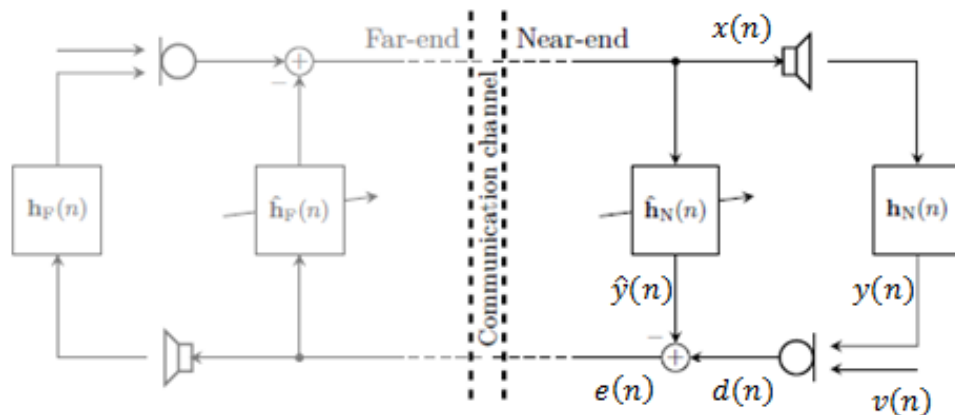 x(n)
Far-end
Near-end
+
−
Communication channel
h_F(n)
ĥ_F(n)
ĥ_N(n)
h_N(n)
ŷ(n)
y(n)
−
+
e(n)
d(n)
v(n)